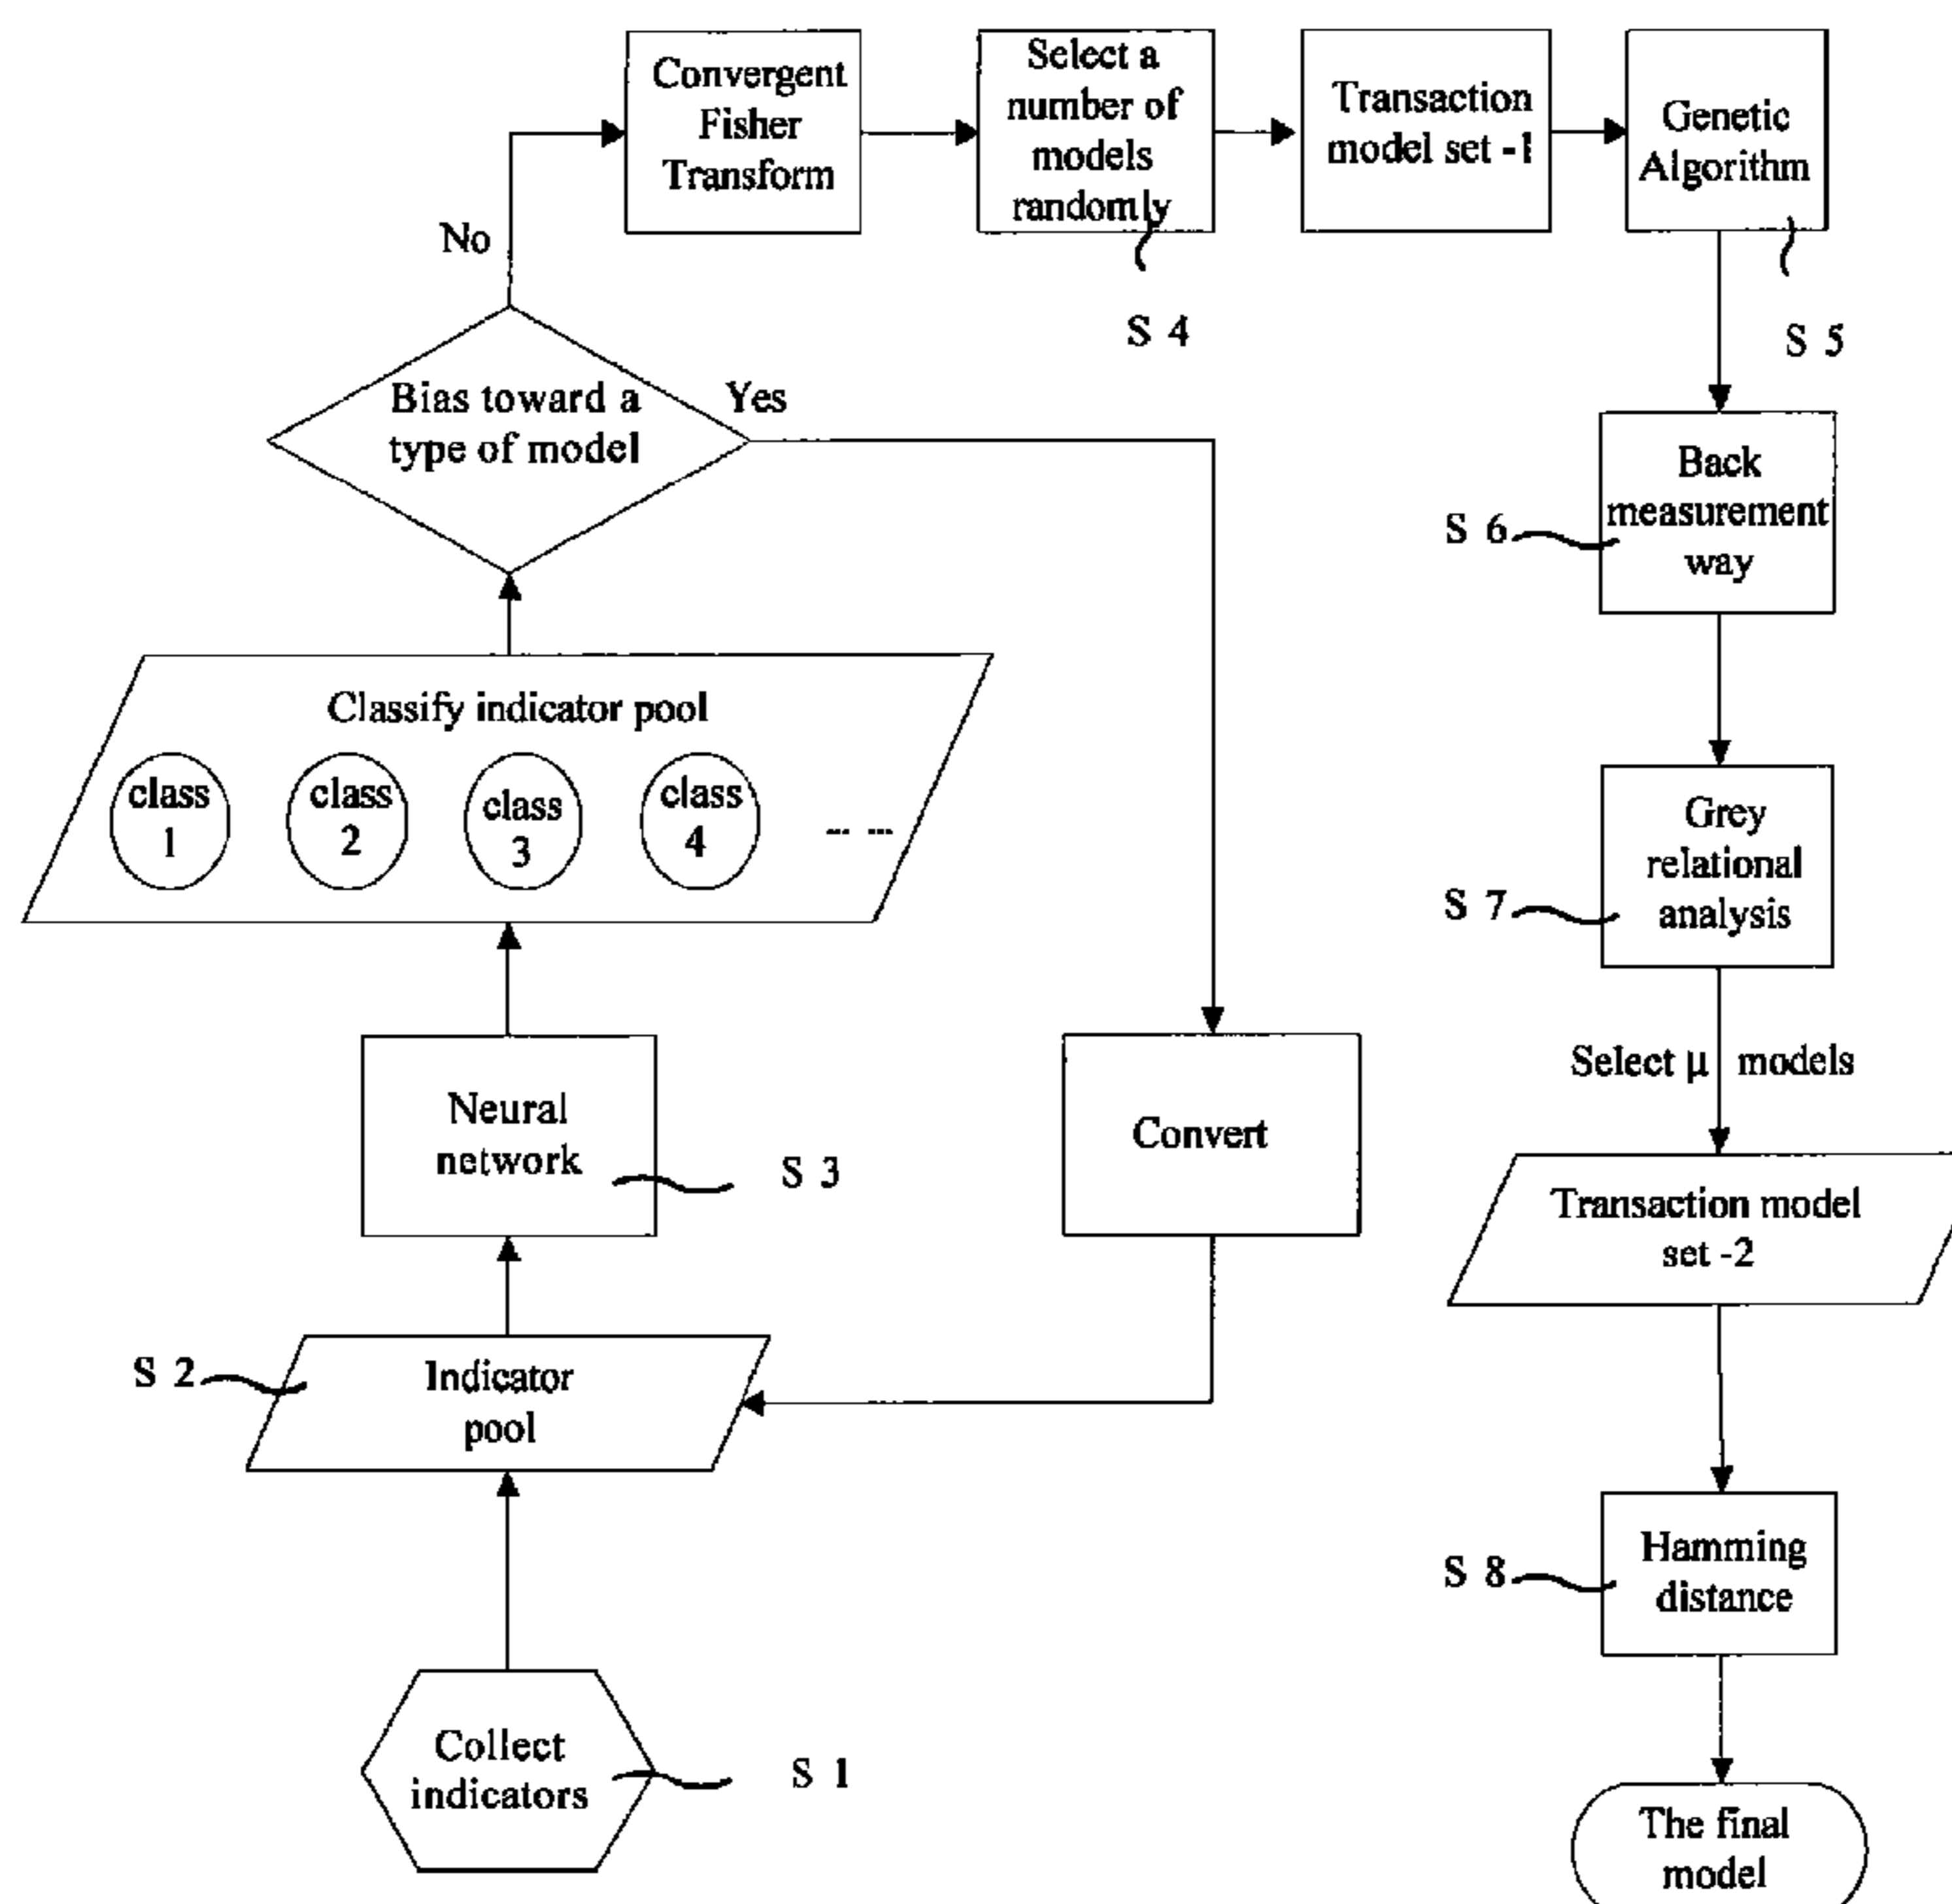 Convergent
Fisher
Transform
Select a
number of
models
randomly
Transaction
model set -1
Genetic
Algorithm
No
S 4
S 5
Bias toward a
type of model
Yes
Back
measurement
way
S 6
Classify indicator pool
class
1
class
2
class
3
class
4
... ...
Grey
relational
analysis
S 7
Select μ models
Neural
network
S 3
Convert
Transaction model
set -2
S 2
Indicator
pool
Hamming
distance
S 8
Collect
indicators
S 1
The final
model